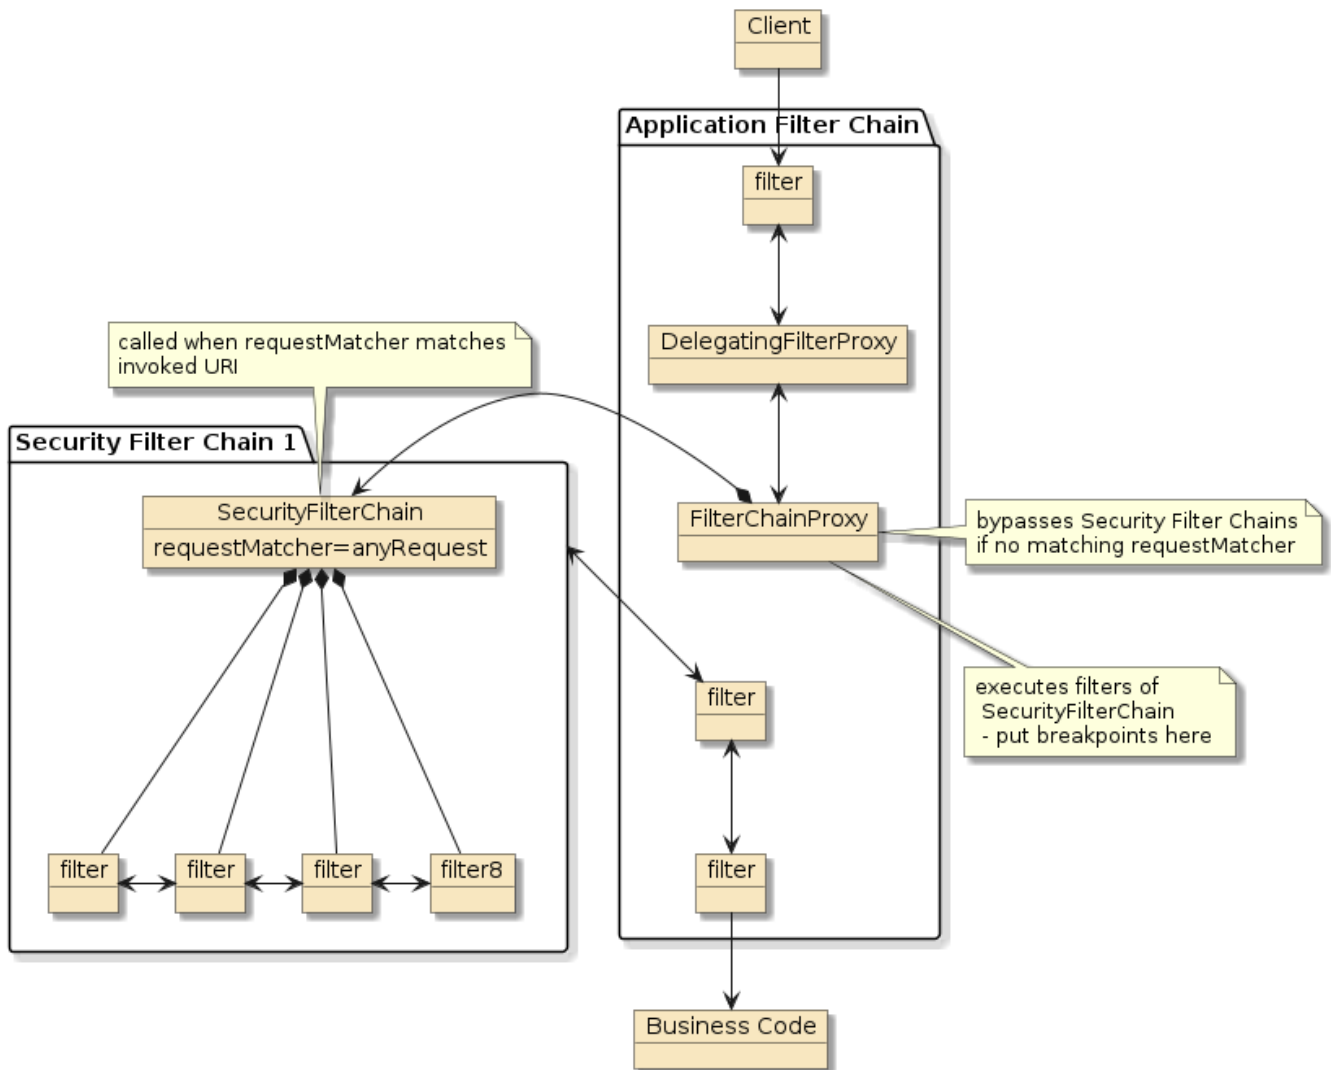 Client
Application Filter Chain
filter
called when requestMatcher matches
invoked URI
DelegatingFilterProxy
Security Filter Chain 1
SecurityFilterChain
requestMatcher=anyRequest
FilterChainProxy
bypasses Security Filter Chains
if no matching requestMatcher
executes filters of
SecurityFilterChain
- put breakpoints here
filter
filter
filter
filter
filter8
filter
Business Code